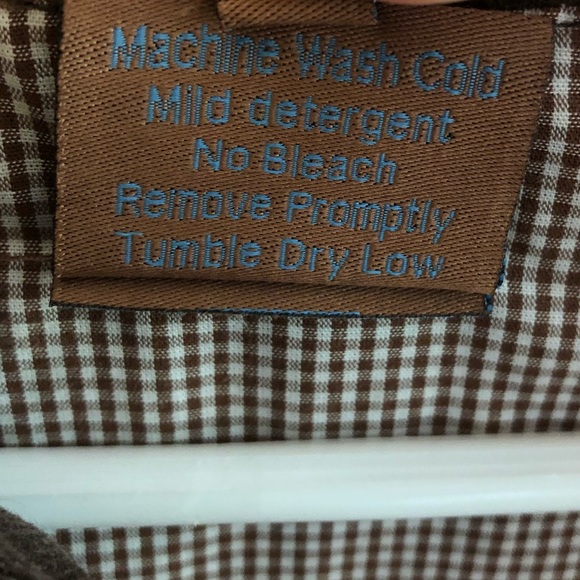 Machine Wash Cold
Mild detergent
No Bleach
Remove Promptly
Tumble Dry Low